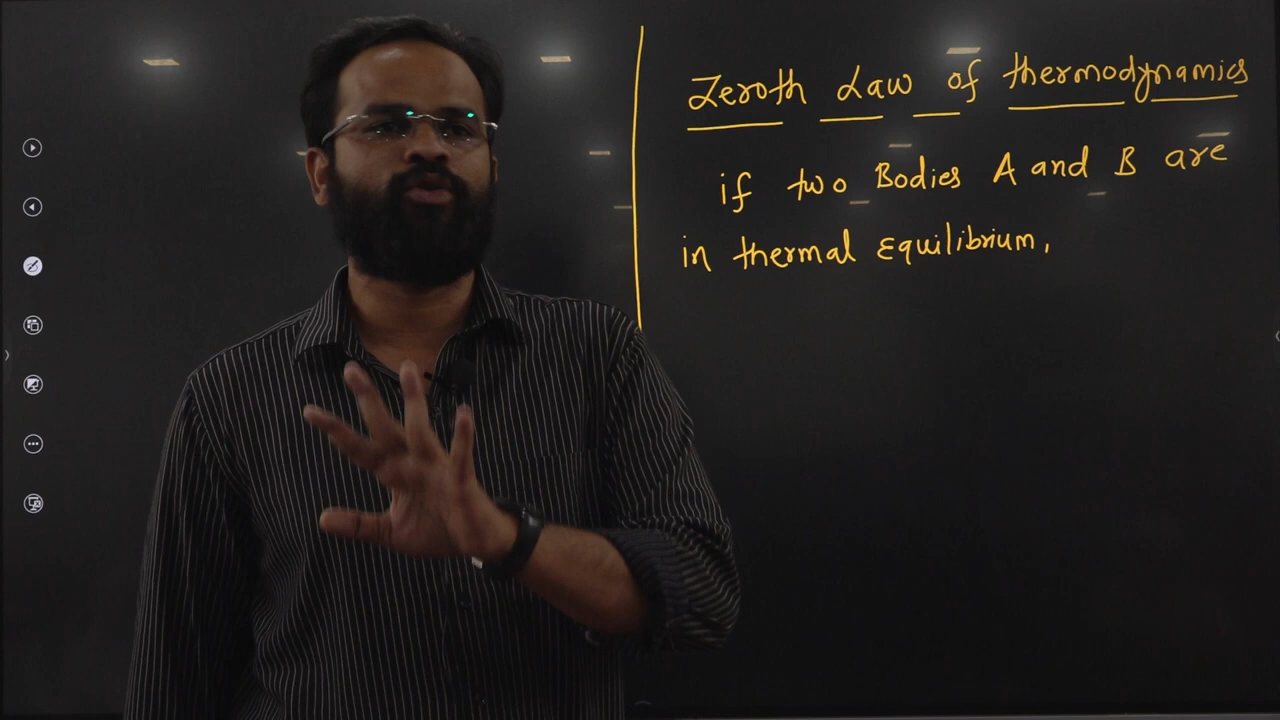 Zeroth Law of thermodynamics
if two Bodies A and B are
in thermal Equilibrium,